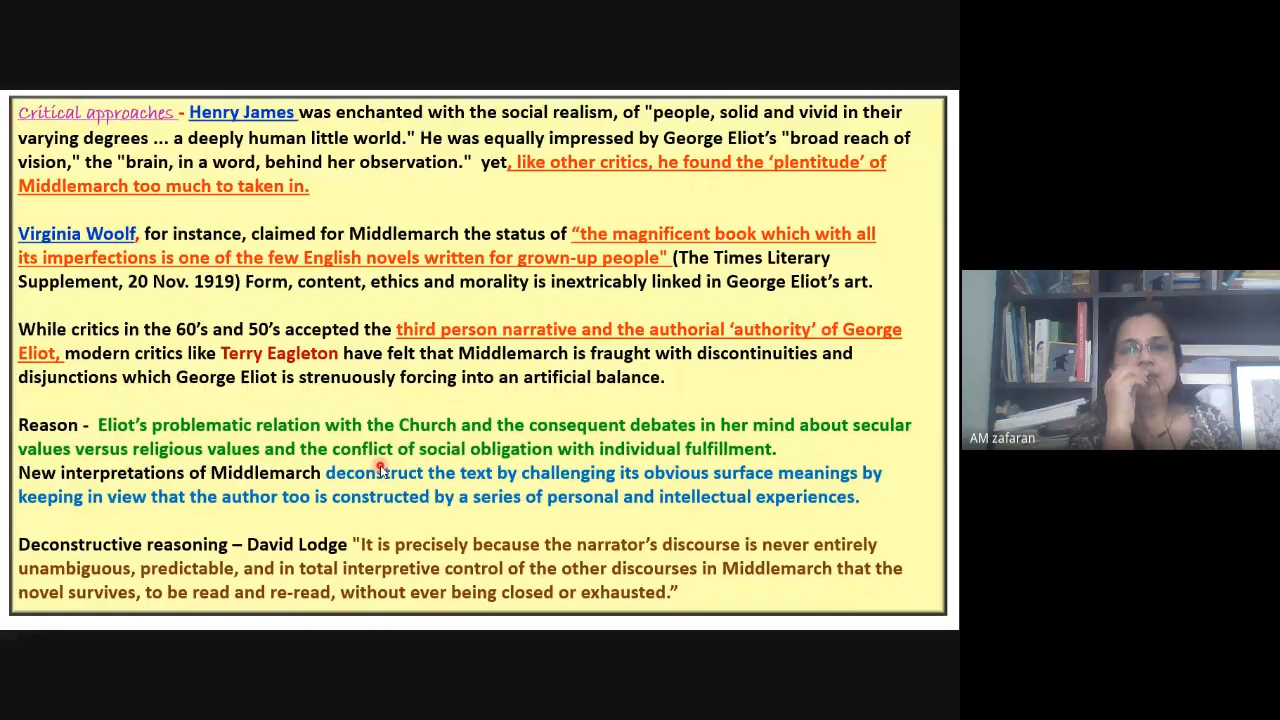 Critical approaches - Henry James was enchanted with the social realism, of "people, solid and vivid in their
varying degrees ... a deeply human little world." He was equally impressed by George Eliot’s "broad reach of
vision," the "brain, in a word, behind her observation." yet, like other critics, he found the ‘plentitude’ of
Middlemarch too much to taken in.
Virginia Woolf, for instance, claimed for Middlemarch the status of “the magnificent book which with all
its imperfections is one of the few English novels written for grown-up people" (The Times Literary
Supplement, 20 Nov. 1919) Form, content, ethics and morality is inextricably linked in George Eliot’s art.
While critics in the 60’s and 50’s accepted the third person narrative and the authorial ‘authority’ of George
Eliot, modern critics like Terry Eagleton have felt that Middlemarch is fraught with discontinuities and
disjunctions which George Eliot is strenuously forcing into an artificial balance.
Reason - Eliot’s problematic relation with the Church and the consequent debates in her mind about secular
values versus religious values and the conflict of social obligation with individual fulfillment.
New interpretations of Middlemarch deconstruct the text by challenging its obvious surface meanings by
keeping in view that the author too is constructed by a series of personal and intellectual experiences.
Deconstructive reasoning – David Lodge "It is precisely because the narrator’s discourse is never entirely
unambiguous, predictable, and in total interpretive control of the other discourses in Middlemarch that the
novel survives, to be read and re-read, without ever being closed or exhausted.”
AM zafaran